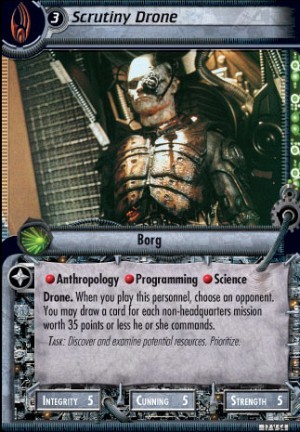 3 Scrutiny Drone
Borg
Anthropology Programming Science
Drone. When you play this personnel, choose an opponent.
You may draw a card for each non-headquarters mission
worth 35 points or less he or she commands.
Task: Discover and examine potential resources. Prioritize.
Integrity 5 Cunning 5 Strength 5
17 V 54